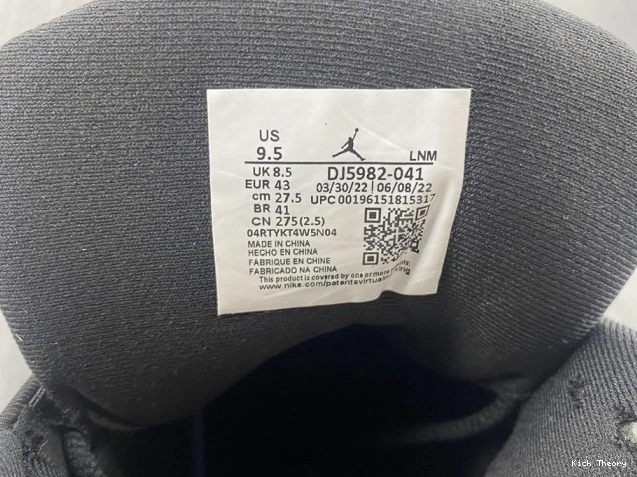 US
9.5 LNM
UK 8.5 DJ5982-041
EUR 43 03/30/22 | 06/08/22
cm 27.5 UPC 00196151815317
BR 41
CN 275(2.5)
04RTYKT4W5N04
MADE IN CHINA
HECHO EN CHINA
FABRIQUE EN CHINE
FABRICADO NA CHINA
This product is covered by one or more
www.nike.com/patentsvirtual
Kick Theory